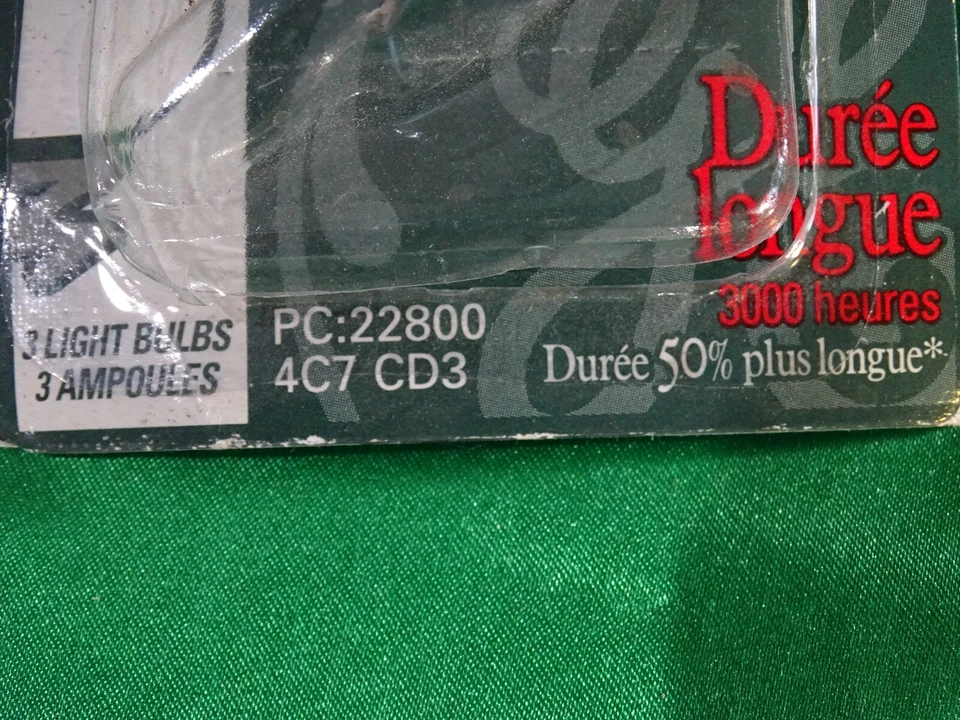 Durée
longue
3000 heures
Durée 50% plus longue*
PC:22800
4C7 CD3
3 LIGHT BULBS
3 AMPOULES